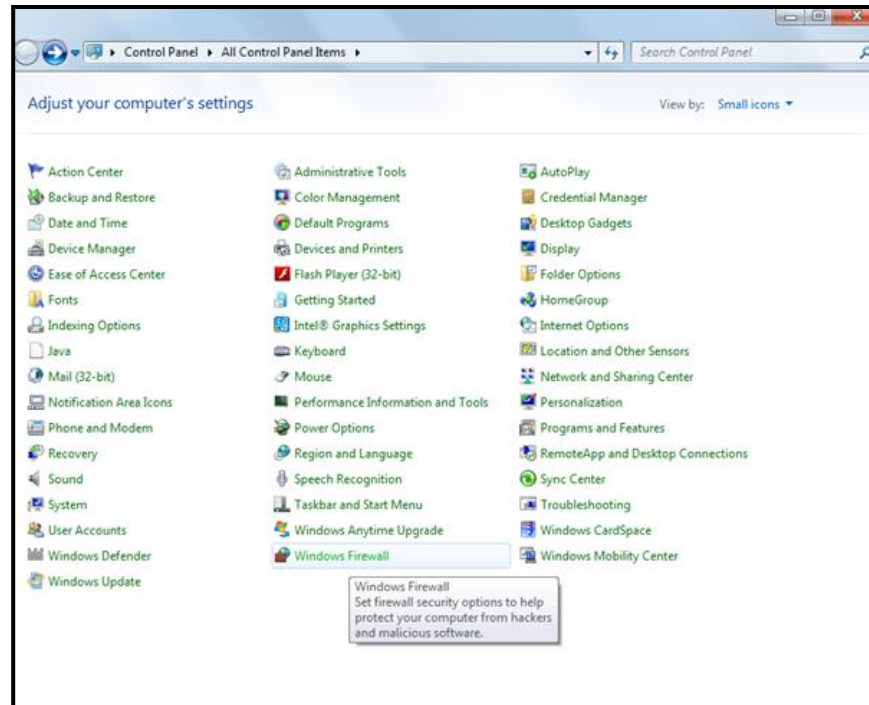 Control Panel ▸ All Control Panel Items ▸ Search Control Panel
Adjust your computer's settings View by: Small icons
Action Center Administrative Tools AutoPlay
Backup and Restore Color Management Credential Manager
Date and Time Default Programs Desktop Gadgets
Device Manager Devices and Printers Display
Ease of Access Center Flash Player (32-bit) Folder Options
Fonts Getting Started HomeGroup
Indexing Options Intel® Graphics Settings Internet Options
Java Keyboard Location and Other Sensors
Mail (32-bit) Mouse Network and Sharing Center
Notification Area Icons Performance Information and Tools Personalization
Phone and Modem Power Options Programs and Features
Recovery Region and Language RemoteApp and Desktop Connections
Sound Speech Recognition Sync Center
System Taskbar and Start Menu Troubleshooting
User Accounts Windows Anytime Upgrade Windows CardSpace
Windows Defender Windows Firewall Windows Mobility Center
Windows Update
Windows Firewall
Set firewall security options to help
protect your computer from hackers
and malicious software.